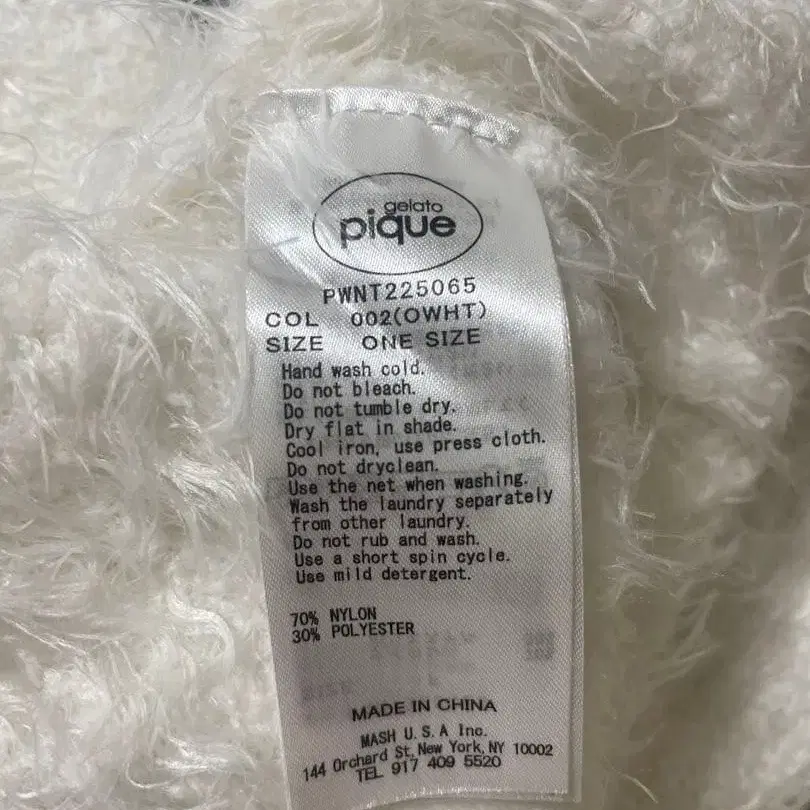 gelato
pique
PWNT225065
COL 002(OWHT)
SIZE ONE SIZE
Hand wash cold.
Do not bleach.
Do not tumble dry.
Dry flat in shade.
Cool iron, use press cloth.
Do not dryclean.
Use the net when washing.
Wash the laundry separately
from other laundry.
Do not rub and wash.
Use a short spin cycle.
Use mild detergent.
70% NYLON
30% POLYESTER
MADE IN CHINA
MASH U.S.A Inc.
144 Orchard St, New York, NY 10002
TEL 917 409 5520